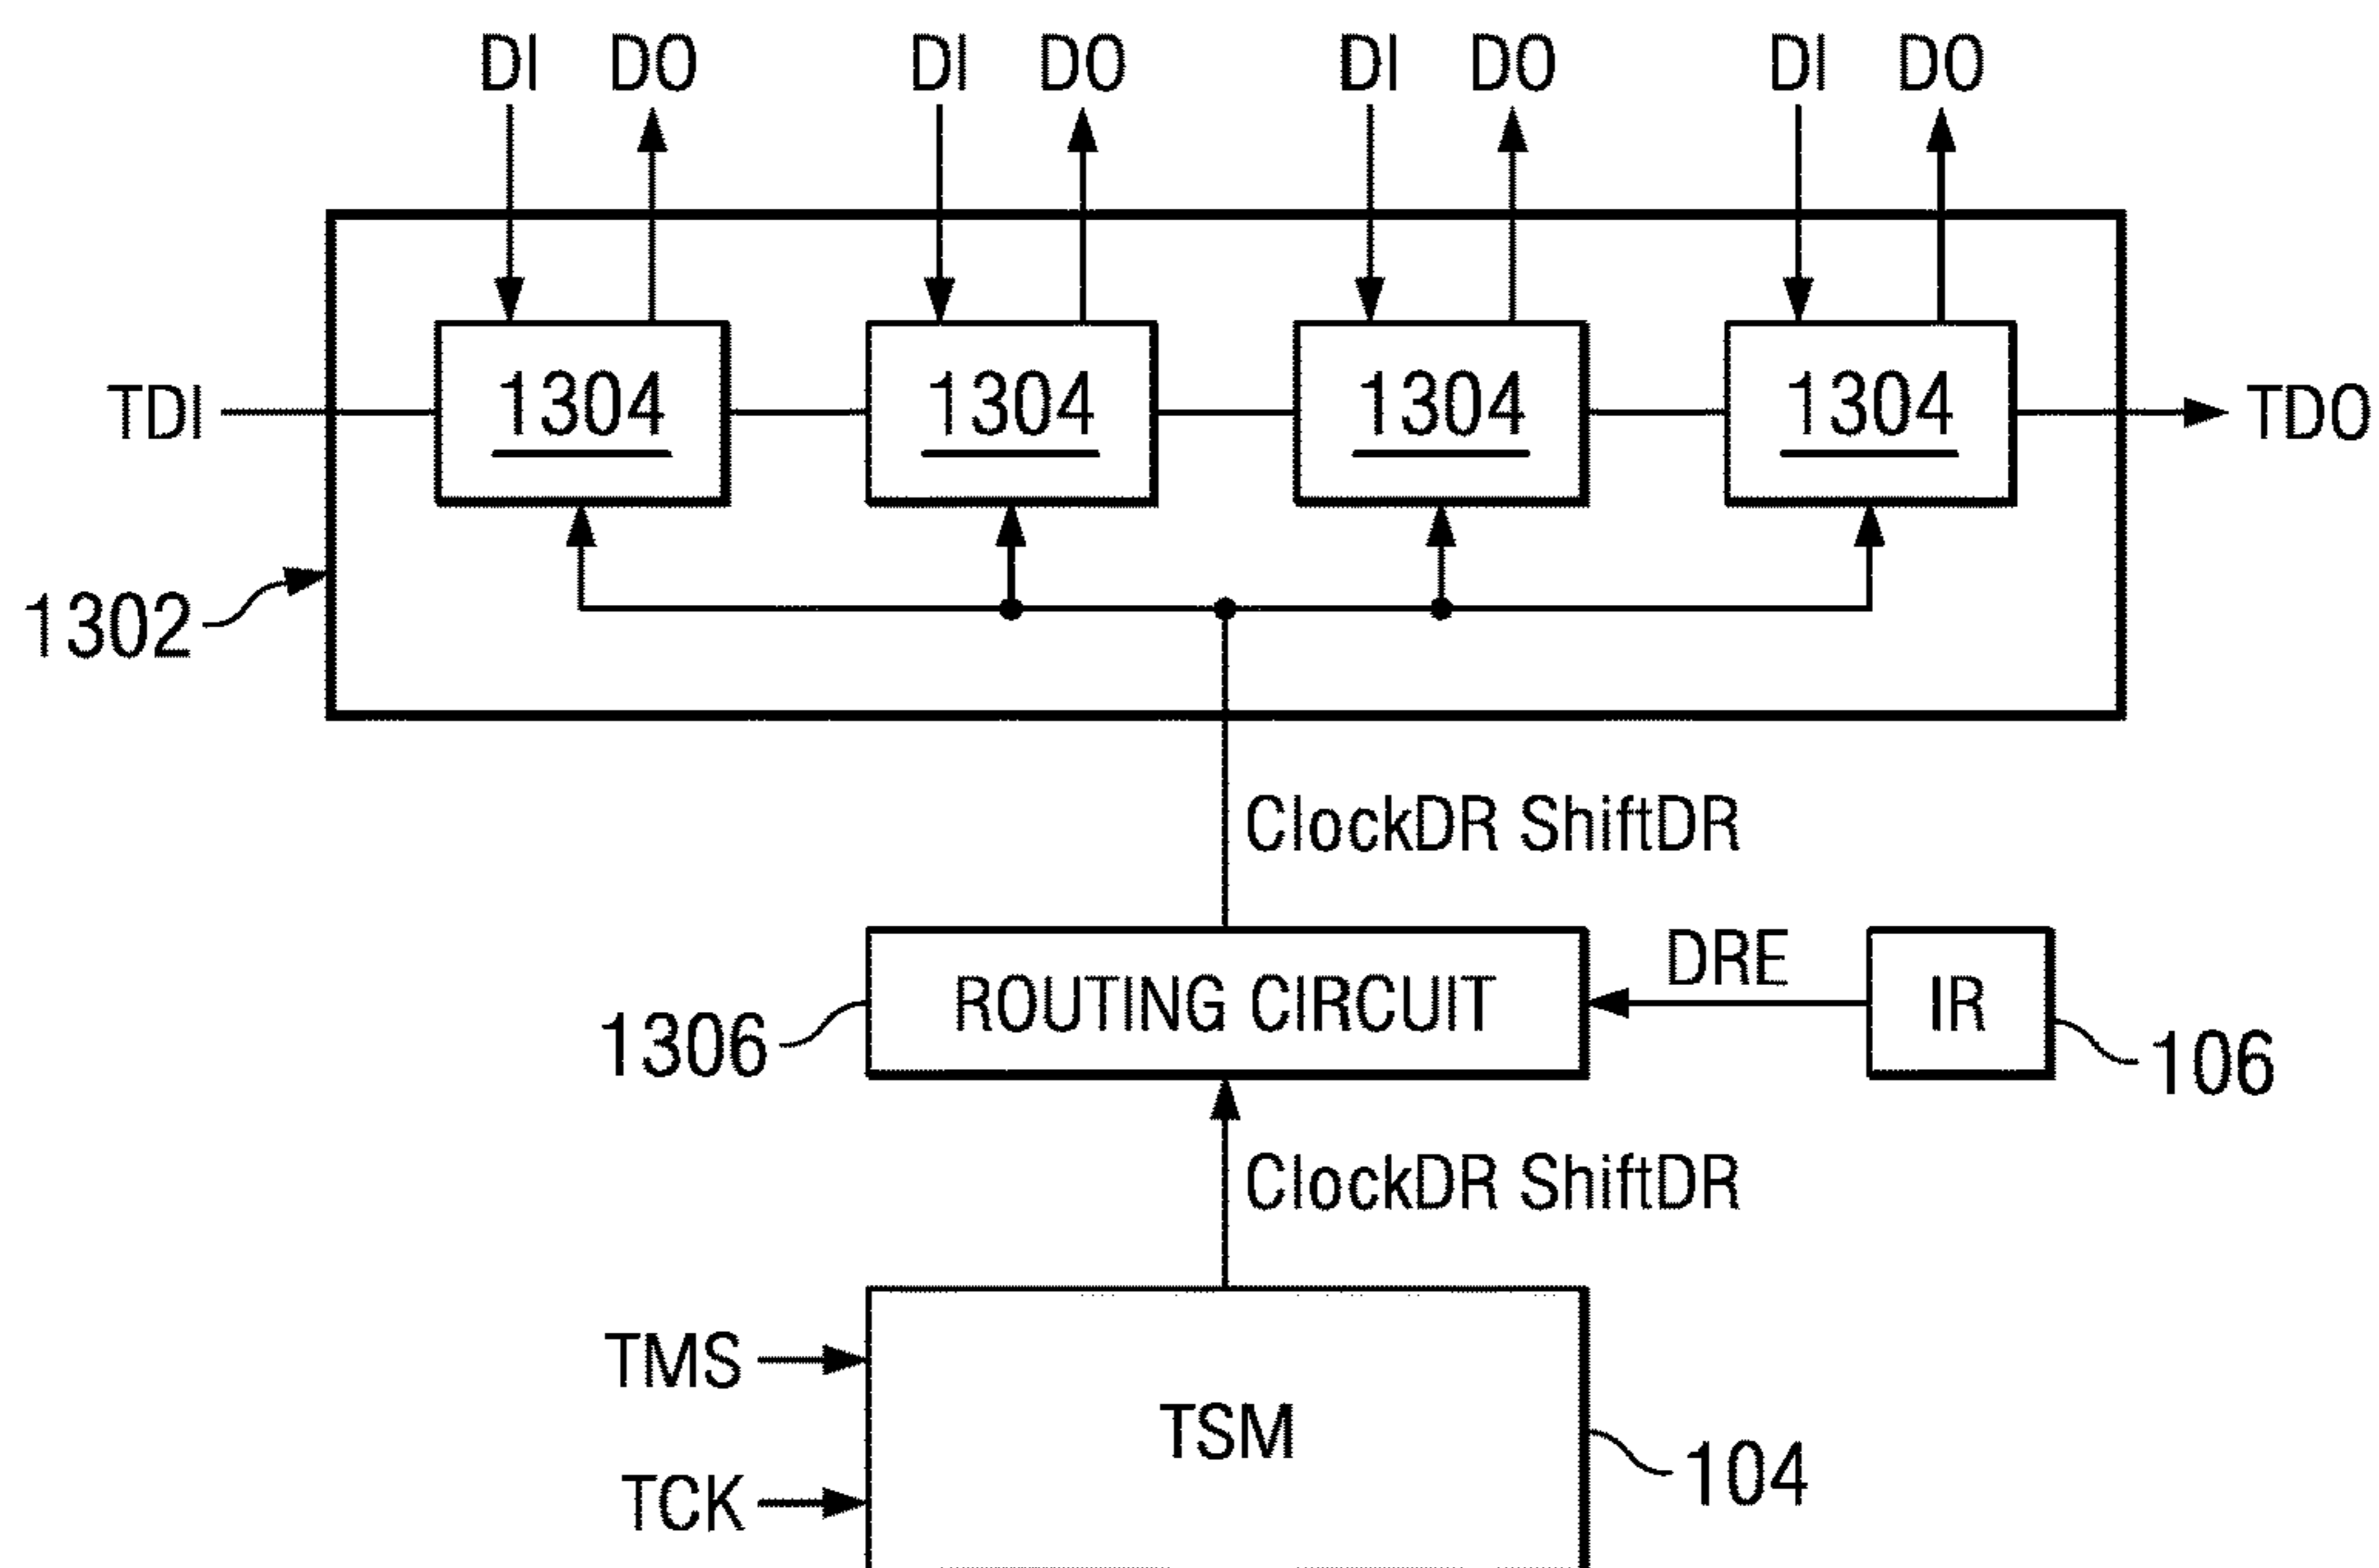 DI DO DI DO DI DO DI DO
TDI 1304 1304 1304 1304 TDO
1302
ClockDR ShiftDR
DRE
1306 ROUTING CIRCUIT IR 106
ClockDR ShiftDR
TMS
TSM
104
TCK